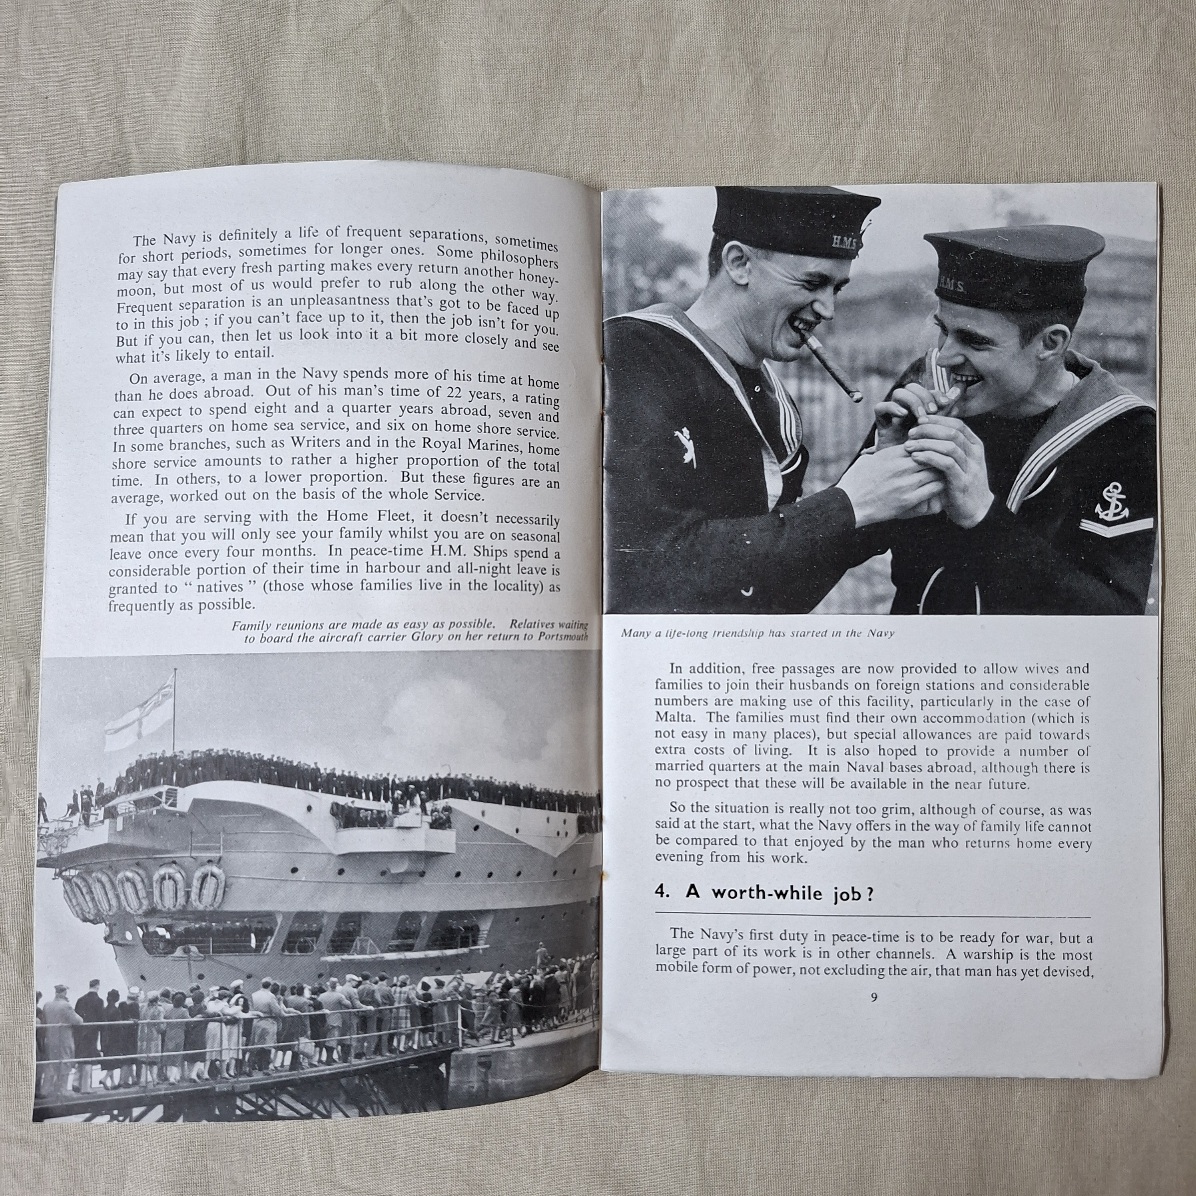 The Navy is definitely a life of frequent separations, sometimes
for short periods, sometimes for longer ones. Some philosophers
may say that every fresh parting makes every return another honey-
moon, but most of us would prefer to rub along the other way.
Frequent separation is an unpleasantness that's got to be faced up
to in this job ; if you can't face up to it, then the job isn't for you.
But if you can, then let us look into it a bit more closely and see
what it's likely to entail.
On average, a man in the Navy spends more of his time at home
than he does abroad. Out of his man's time of 22 years, a rating
can expect to spend eight and a quarter years abroad, seven and
three quarters on home sea service, and six on home shore service.
In some branches, such as Writers and in the Royal Marines, home
shore service amounts to rather a higher proportion of the total
time. In others, to a lower proportion. But these figures are an
average, worked out on the basis of the whole Service.
If you are serving with the Home Fleet, it doesn't necessarily
mean that you will only see your family whilst you are on seasonal
leave once every four months. In peace-time H.M. Ships spend a
considerable portion of their time in harbour and all-night leave is
granted to " natives " (those whose families live in the locality) as
frequently as possible.
Family reunions are made as easy as possible. Relatives waiting
to board the aircraft carrier Glory on her return to Portsmouth
H.M.S.
H.M.S.
Many a life-long friendship has started in the Navy
In addition, free passages are now provided to allow wives and
families to join their husbands on foreign stations and considerable
numbers are making use of this facility, particularly in the case of
Malta. The families must find their own accommodation (which is
not easy in many places), but special allowances are paid towards
extra costs of living. It is also hoped to provide a number of
married quarters at the main Naval bases abroad, although there is
no prospect that these will be available in the near future.
So the situation is really not too grim, although of course, as was
said at the start, what the Navy offers in the way of family life cannot
be compared to that enjoyed by the man who returns home every
evening from his work.
4. A worth-while job ?
The Navy's first duty in peace-time is to be ready for war, but a
large part of its work is in other channels. A warship is the most
mobile form of power, not excluding the air, that man has yet devised,
9